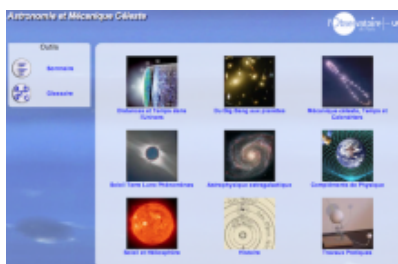 Astronomie et Mécanique Céleste
l'Observatoire
Outils
Sommaire
Glossaire
Distances et Temps dans
l'Univers
Du Big Bang aux planètes
Mécanique céleste, Temps et
Calendriers
Soleil Terre Lune Phénomènes
Astrophysique extragalactique
Compléments de Physique
Soleil et Héliosphère
Histoire
Travaux Pratiques